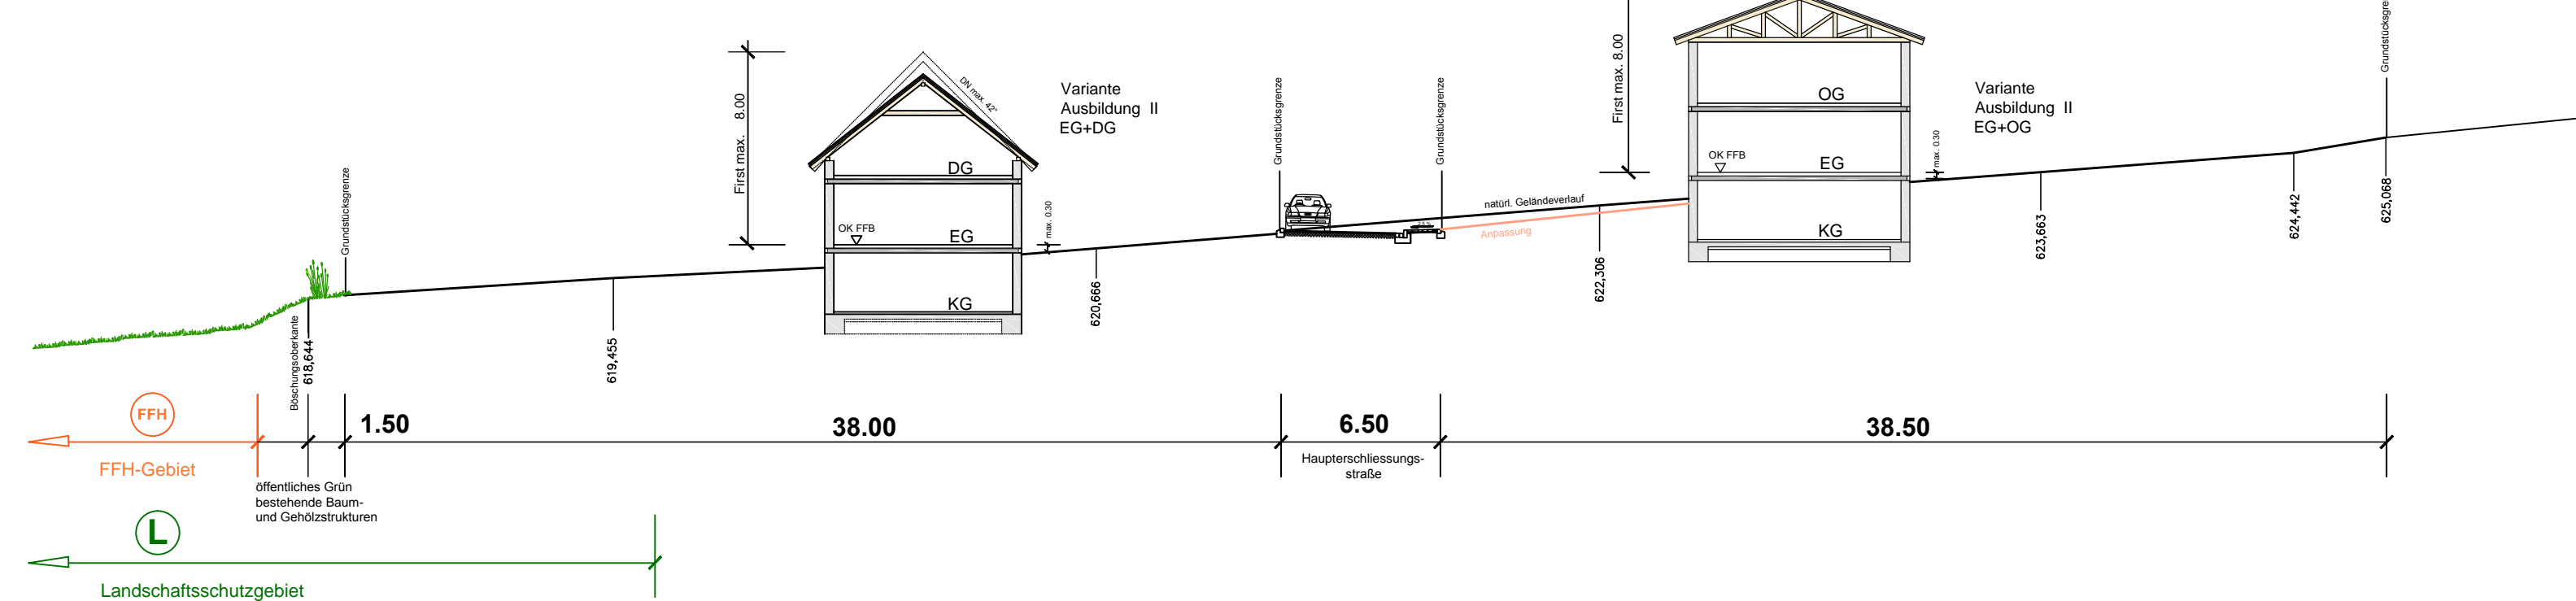 First max. 8.00
DN max. 42°
Variante
Ausbildung II
EG+DG
DG
OK FFB
EG
KG
max. 0.30
Grundstücksgrenze
Böschungsoberkante
618,644
619,455
620,666
Grundstücksgrenze
Grundstücksgrenze
natürl. Geländeverlauf
Anpassung
622,306
First max. 8.00
OG
OK FFB
EG
KG
Variante
Ausbildung II
EG+OG
max. 0.30
623,663
624,442
625,068
Grundstücksgre
FFH
FFH-Gebiet
1.50
38.00
6.50
38.50
Haupterschliessungs-
straße
öffentliches Grün
bestehende Baum-
und Gehölzstrukturen
L
Landschaftsschutzgebiet